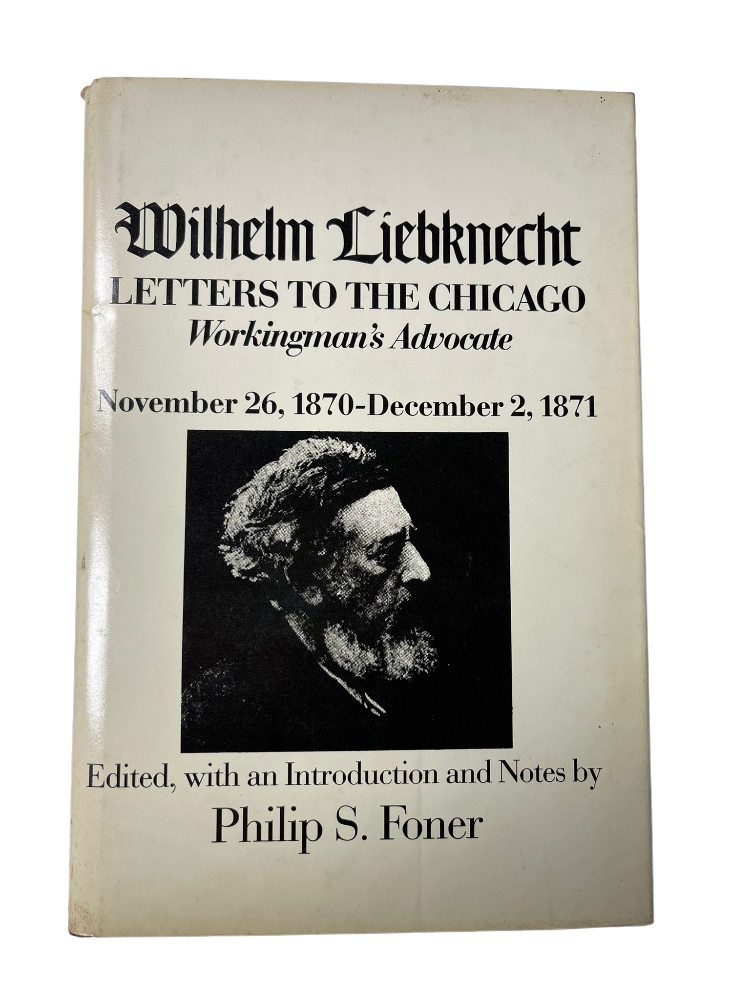 Wilhelm Liebknecht
LETTERS TO THE CHICAGO
Workingman's Advocate
November 26, 1870-December 2, 1871
Edited, with an Introduction and Notes by
Philip S. Foner